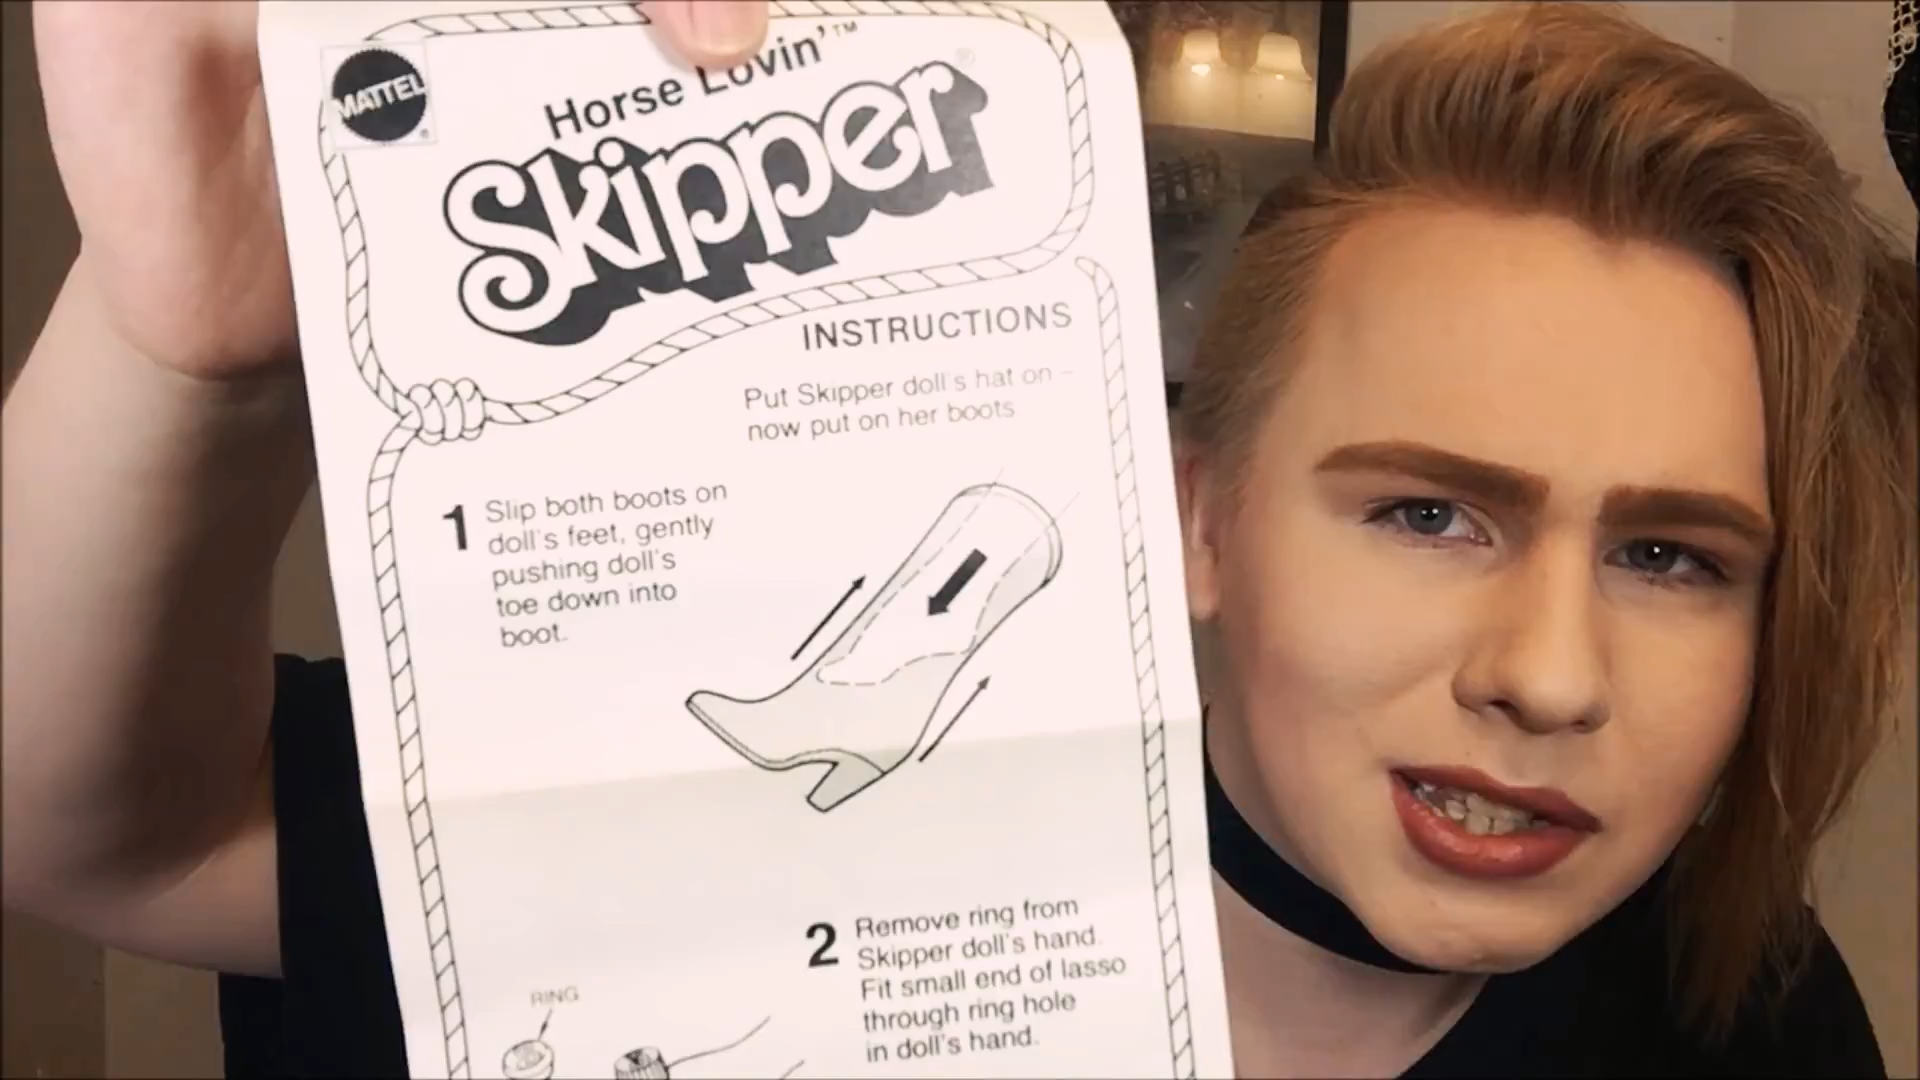 MATTEL
®
Horse Lovin'™
Skipper®
INSTRUCTIONS
Put Skipper doll's hat on –
now put on her boots
1 Slip both boots on
doll's feet, gently
pushing doll's
toe down into
boot.
2 Remove ring from
Skipper doll's hand.
Fit small end of lasso
through ring hole
in doll's hand.
RING